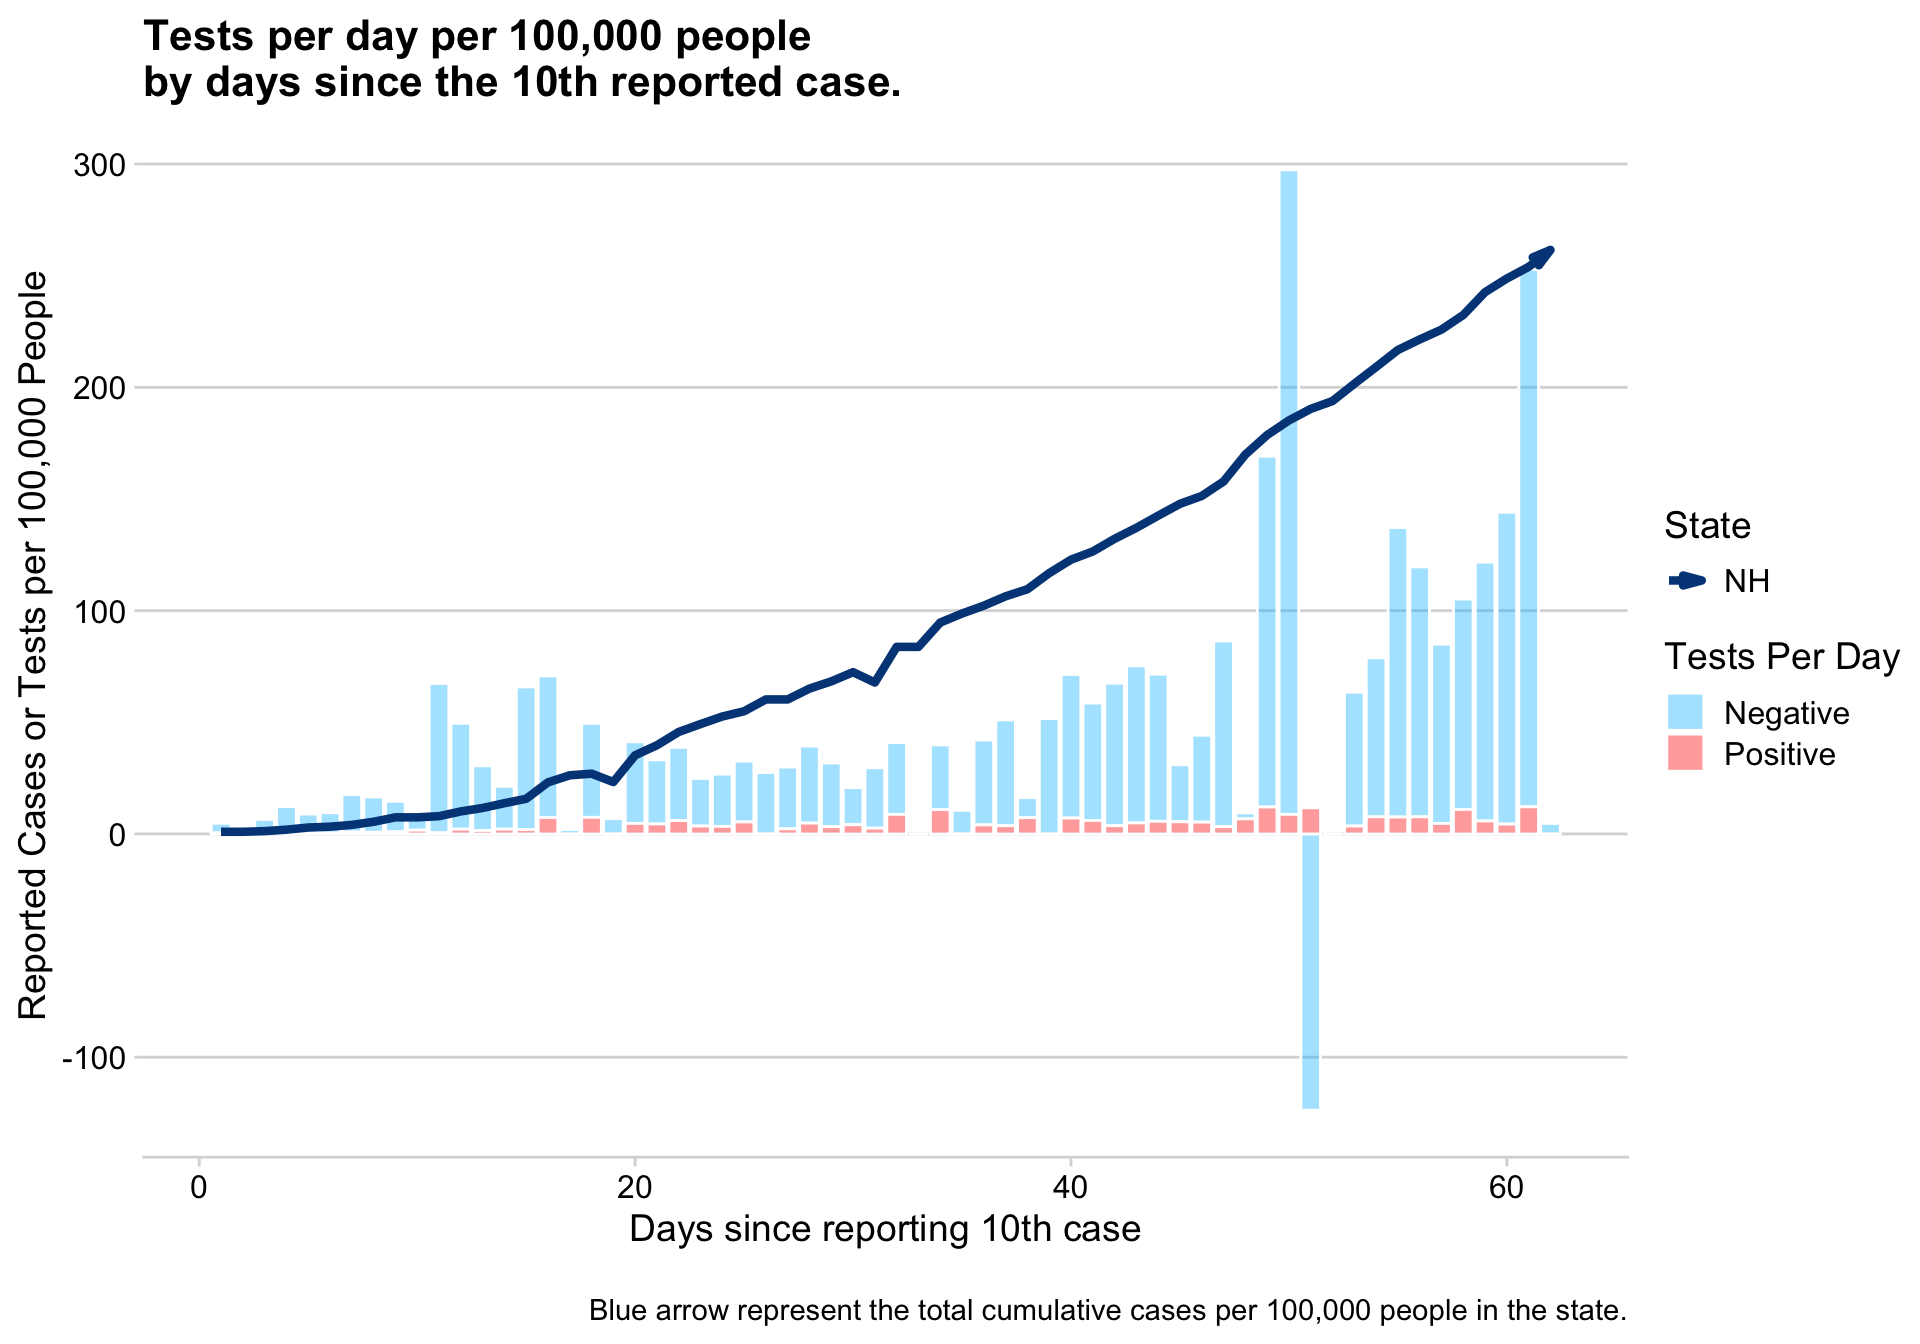 Tests per day per 100,000 people
by days since the 10th reported case.
Reported Cases or Tests per 100,000 People
300
200
100
0
-100
0
20
40
60
Days since reporting 10th case
State
NH
Tests Per Day
Negative
Positive
Blue arrow represent the total cumulative cases per 100,000 people in the state.